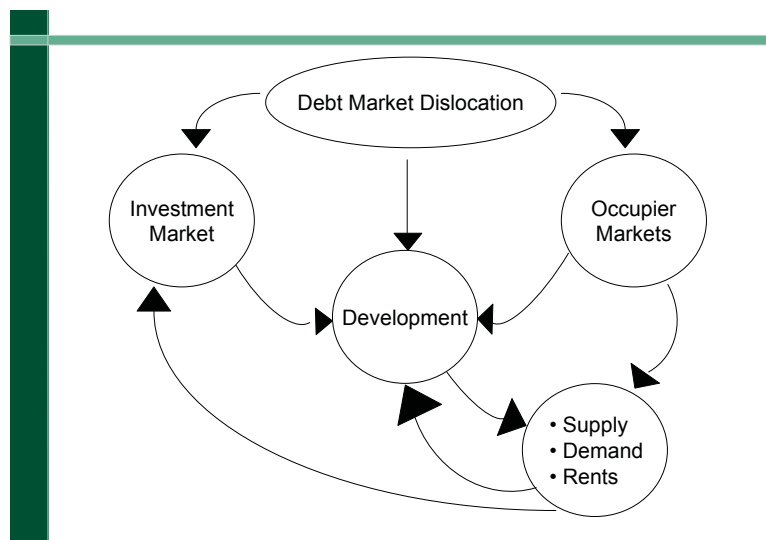 Debt Market Dislocation
Investment
Market
Occupier
Markets
Development
• Supply
• Demand
• Rents